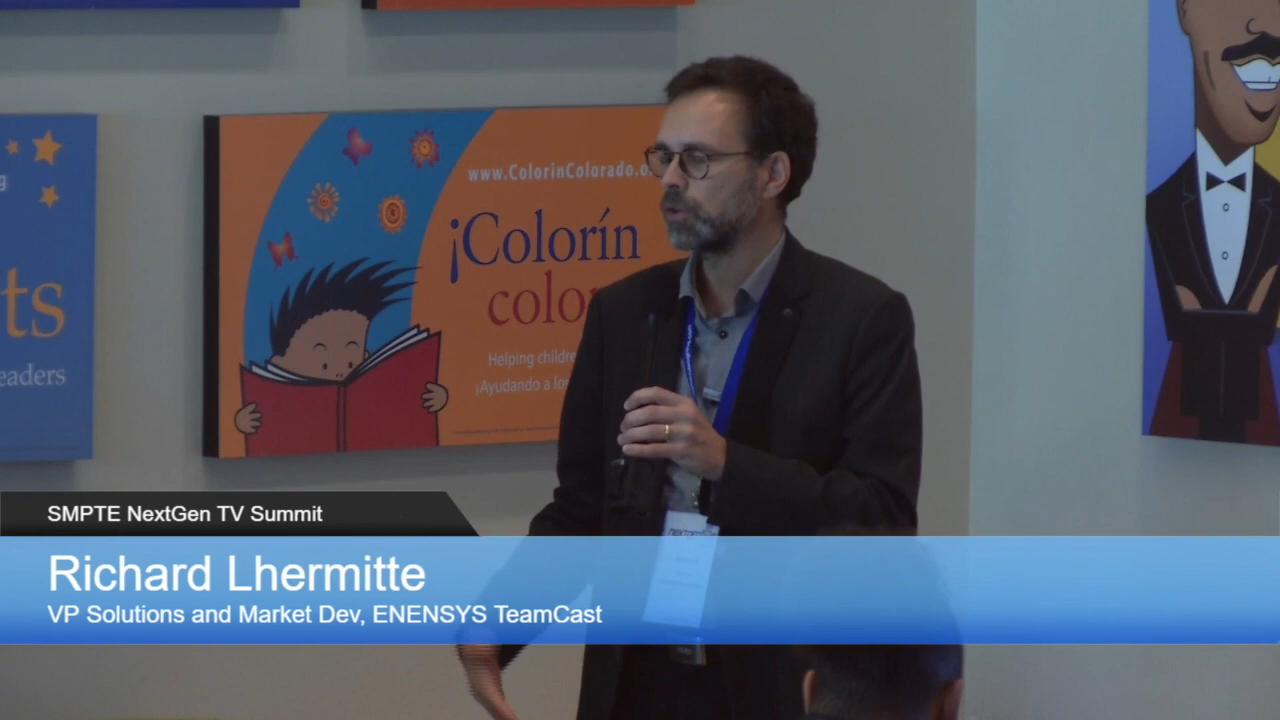 www.ColorinColorado.o
¡Colorín
colo
Helping childre
¡Ayudando a los
ts
eaders
SMPTE NextGen TV Summit
Richard Lhermitte
VP Solutions and Market Dev, ENENSYS TeamCast